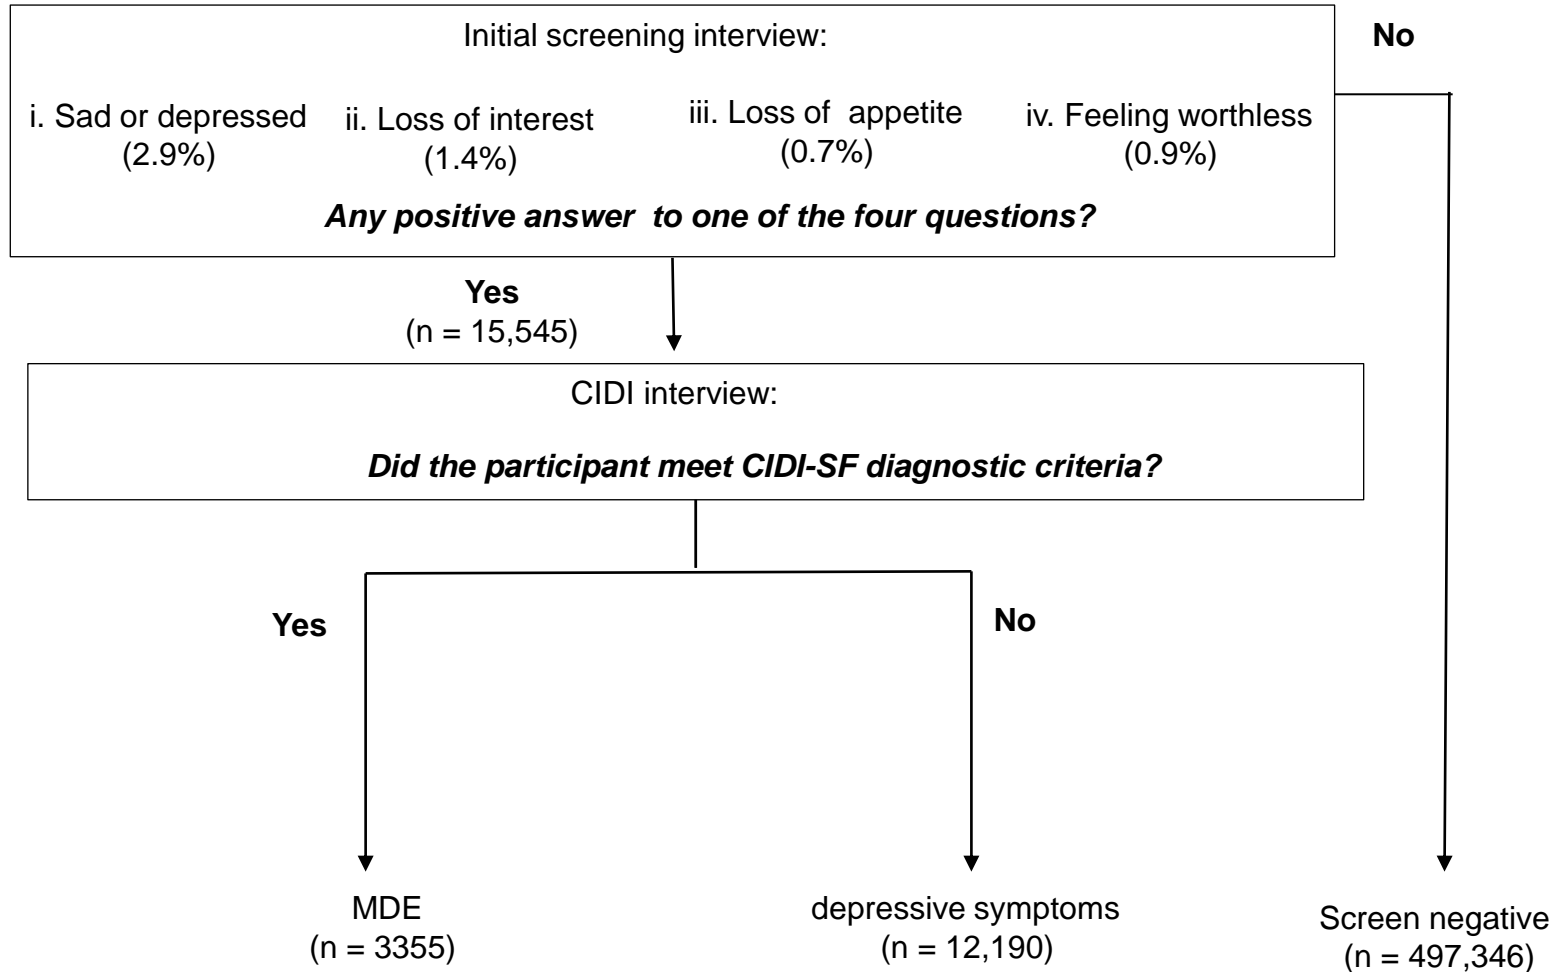 Initial screening interview:
No
i. Sad or depressed
(2.9%)
ii. Loss of interest
(1.4%)
iii. Loss of  appetite
(0.7%)
iv. Feeling worthless
(0.9%)
Any positive answer  to one of the four questions?
Yes
(n = 15,545)
CIDI interview:
Did the participant meet CIDI-SF diagnostic criteria?
Yes
No
MDE
(n = 3355)
depressive symptoms
(n = 12,190)
Screen negative
(n = 497,346)